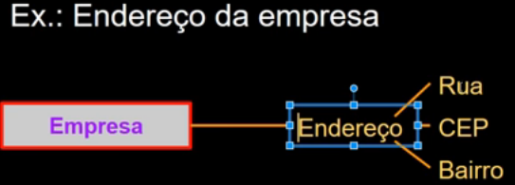 Ex.: Endereço da empresa
Empresa
Endereço
Rua
CEP
Bairro